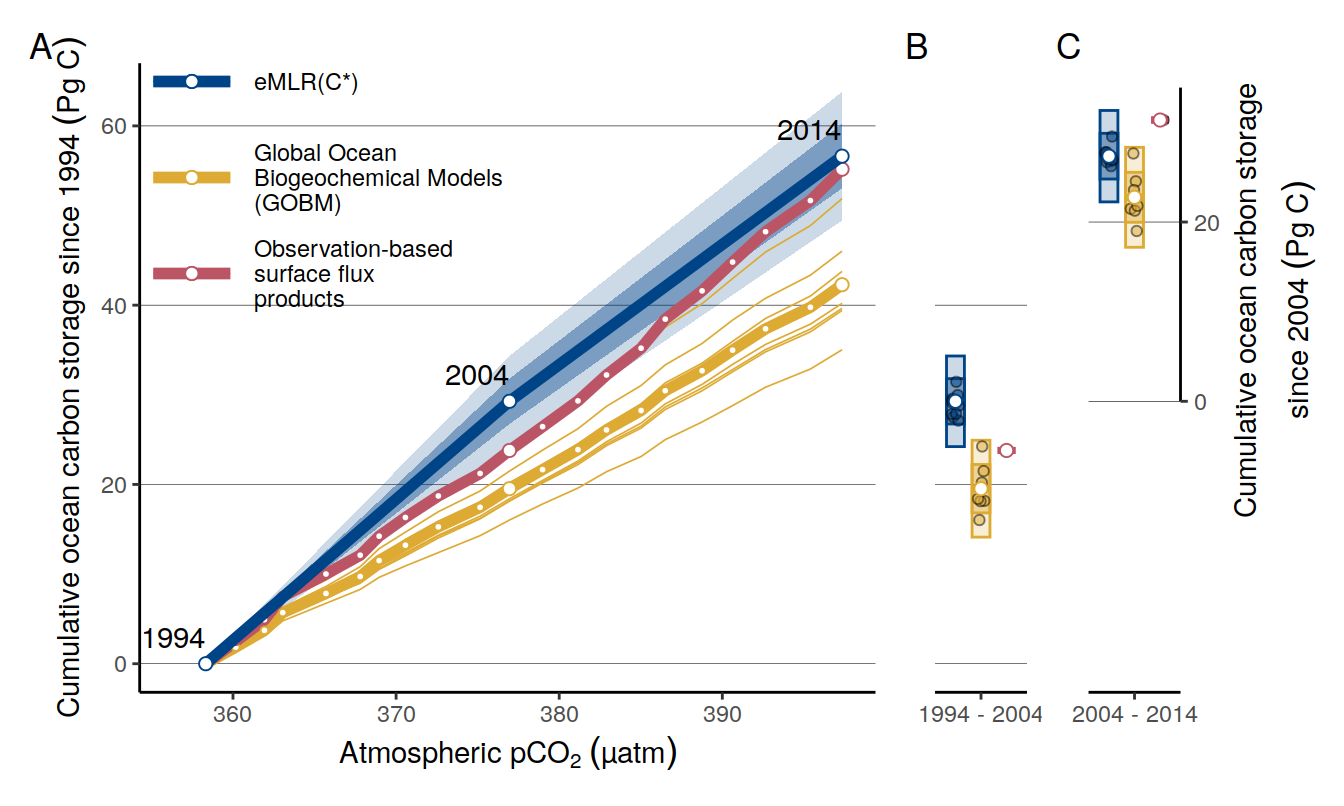 A
B
C
Cumulative ocean carbon storage since 1994 (Pg C)
60
40
20
0
eMLR(C*)
Global Ocean
Biogeochemical Models
(GOBM)
Observation-based
surface flux
products
1994
2004
2014
360
370
380
390
Atmospheric pCO₂ (µatm)
1994 - 2004
2004 - 2014
20
0
Cumulative ocean carbon storage
since 2004 (Pg C)